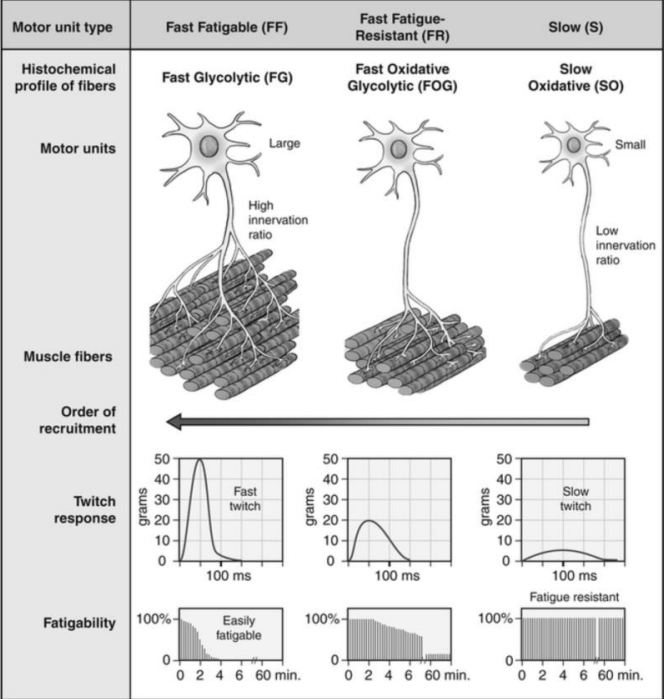 Motor unit type
Fast Fatigable (FF)
Fast Fatigue-
Resistant (FR)
Slow (S)
Histochemical
profile of fibers
Fast Glycolytic (FG)
Fast Oxidative
Glycolytic (FOG)
Slow
Oxidative (SO)
Motor units
Large
Small
High
innervation
ratio
Low
innervation
ratio
Muscle fibers
Order of
recruitment
Twitch
response
grams
50
40
30
20
10
0
Fast
twitch
100 ms
grams
50
40
30
20
10
0
100 ms
grams
50
40
30
20
10
0
Slow
twitch
100 ms
Fatigability
100%
0
Easily
fatigable
0 2 4 6 60 min.
100%
0
0 2 4 6 60 min.
Fatigue resistant
100%
0
0 2 4 6 60 min.